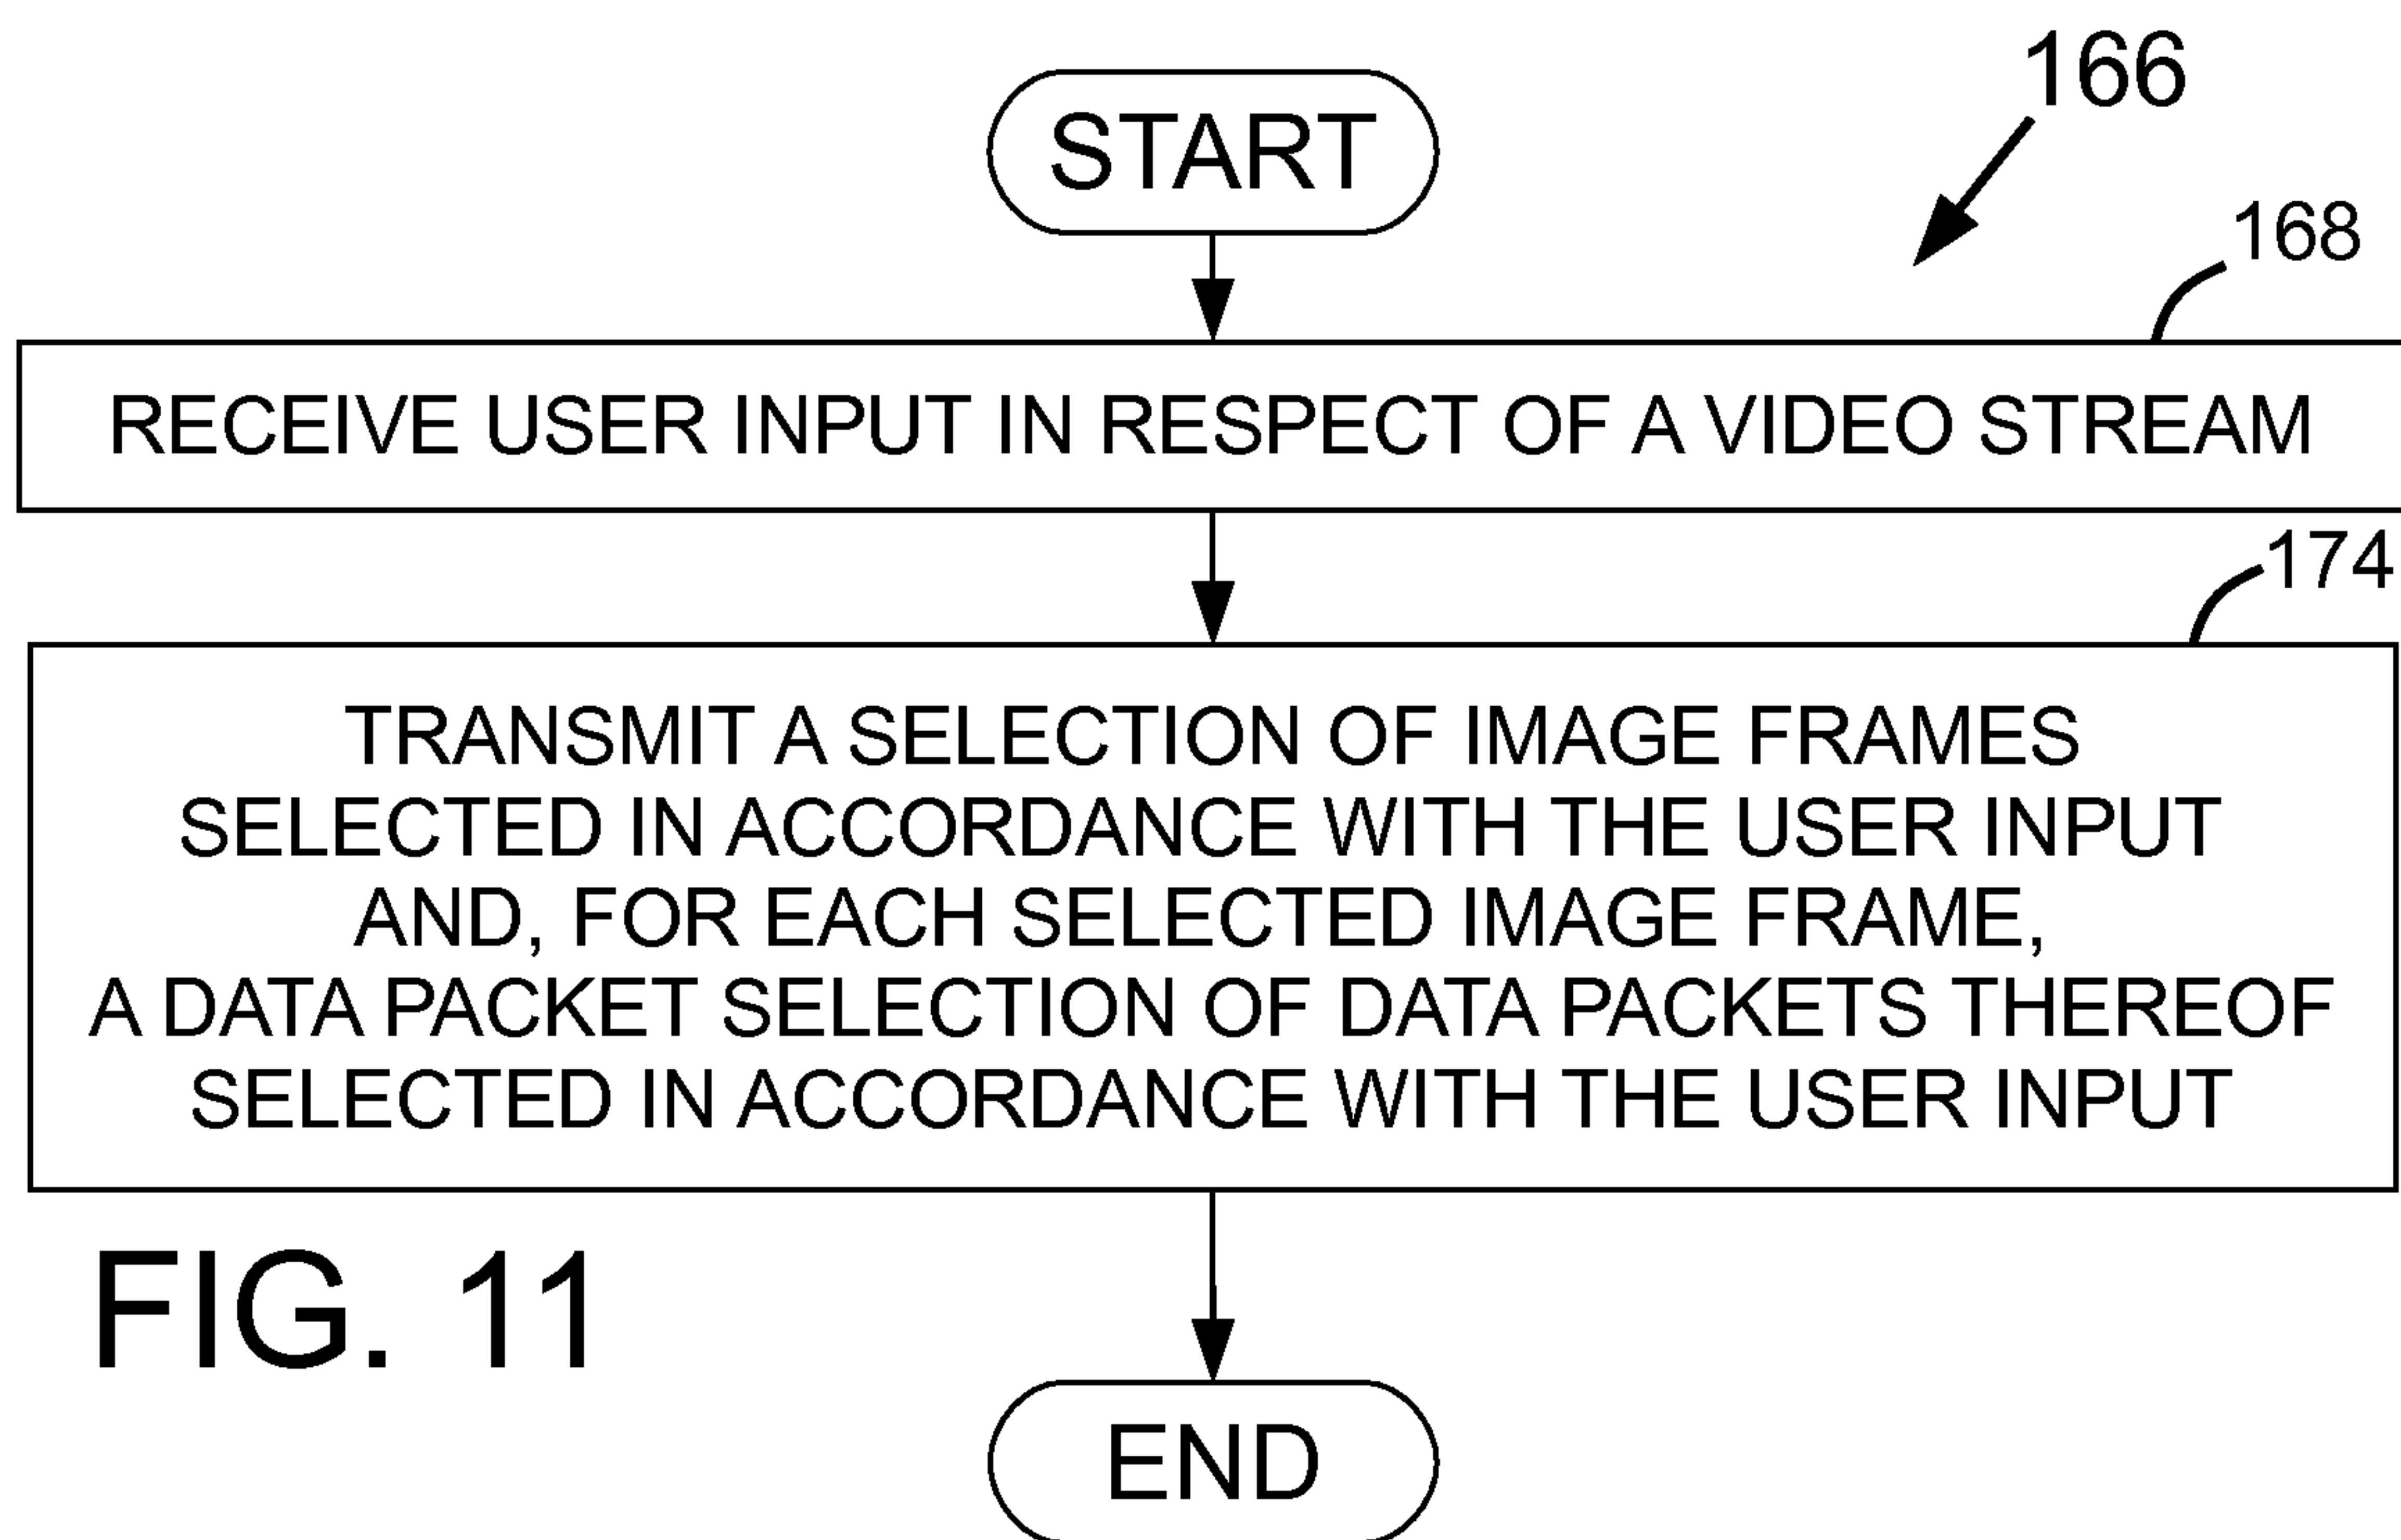 START
166
168
RECEIVE USER INPUT IN RESPECT OF A VIDEO STREAM
174
TRANSMIT A SELECTION OF IMAGE FRAMES
SELECTED IN ACCORDANCE WITH THE USER INPUT
AND, FOR EACH SELECTED IMAGE FRAME,
A DATA PACKET SELECTION OF DATA PACKETS THEREOF
SELECTED IN ACCORDANCE WITH THE USER INPUT
FIG. 11
END